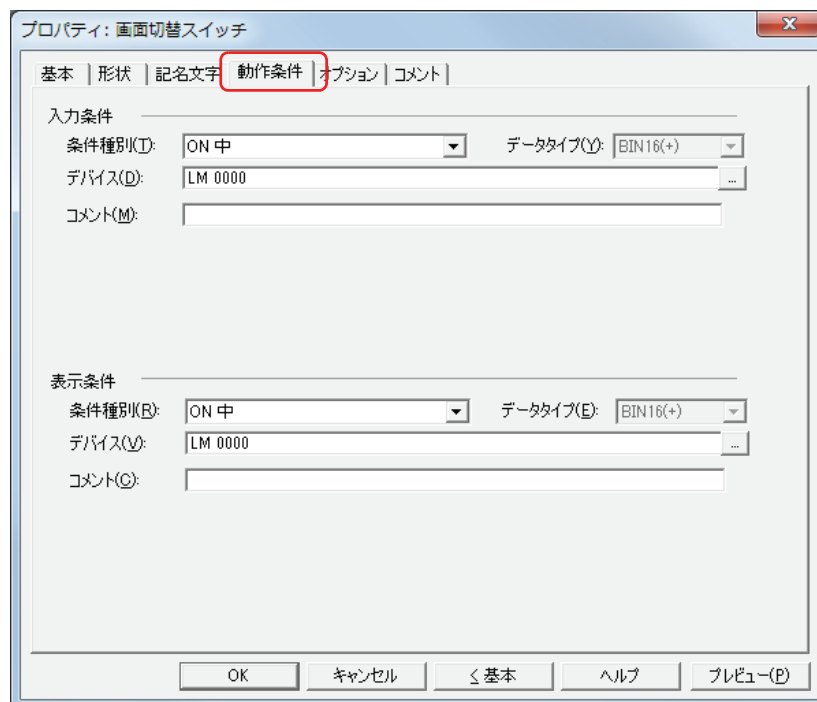 プロパティ: 画面切替スイッチ
基本 形状 記名文字 動作条件 オプション コメント
入力条件
条件種別(T): ON 中 データタイプ(Y): BIN16(+)
デバイス(D): LM 0000 ...
コメント(M):
表示条件
条件種別(R): ON 中 データタイプ(E): BIN16(+)
デバイス(V): LM 0000 ...
コメント(C):
OK キャンセル < 基本 ヘルプ プレビュー(P)